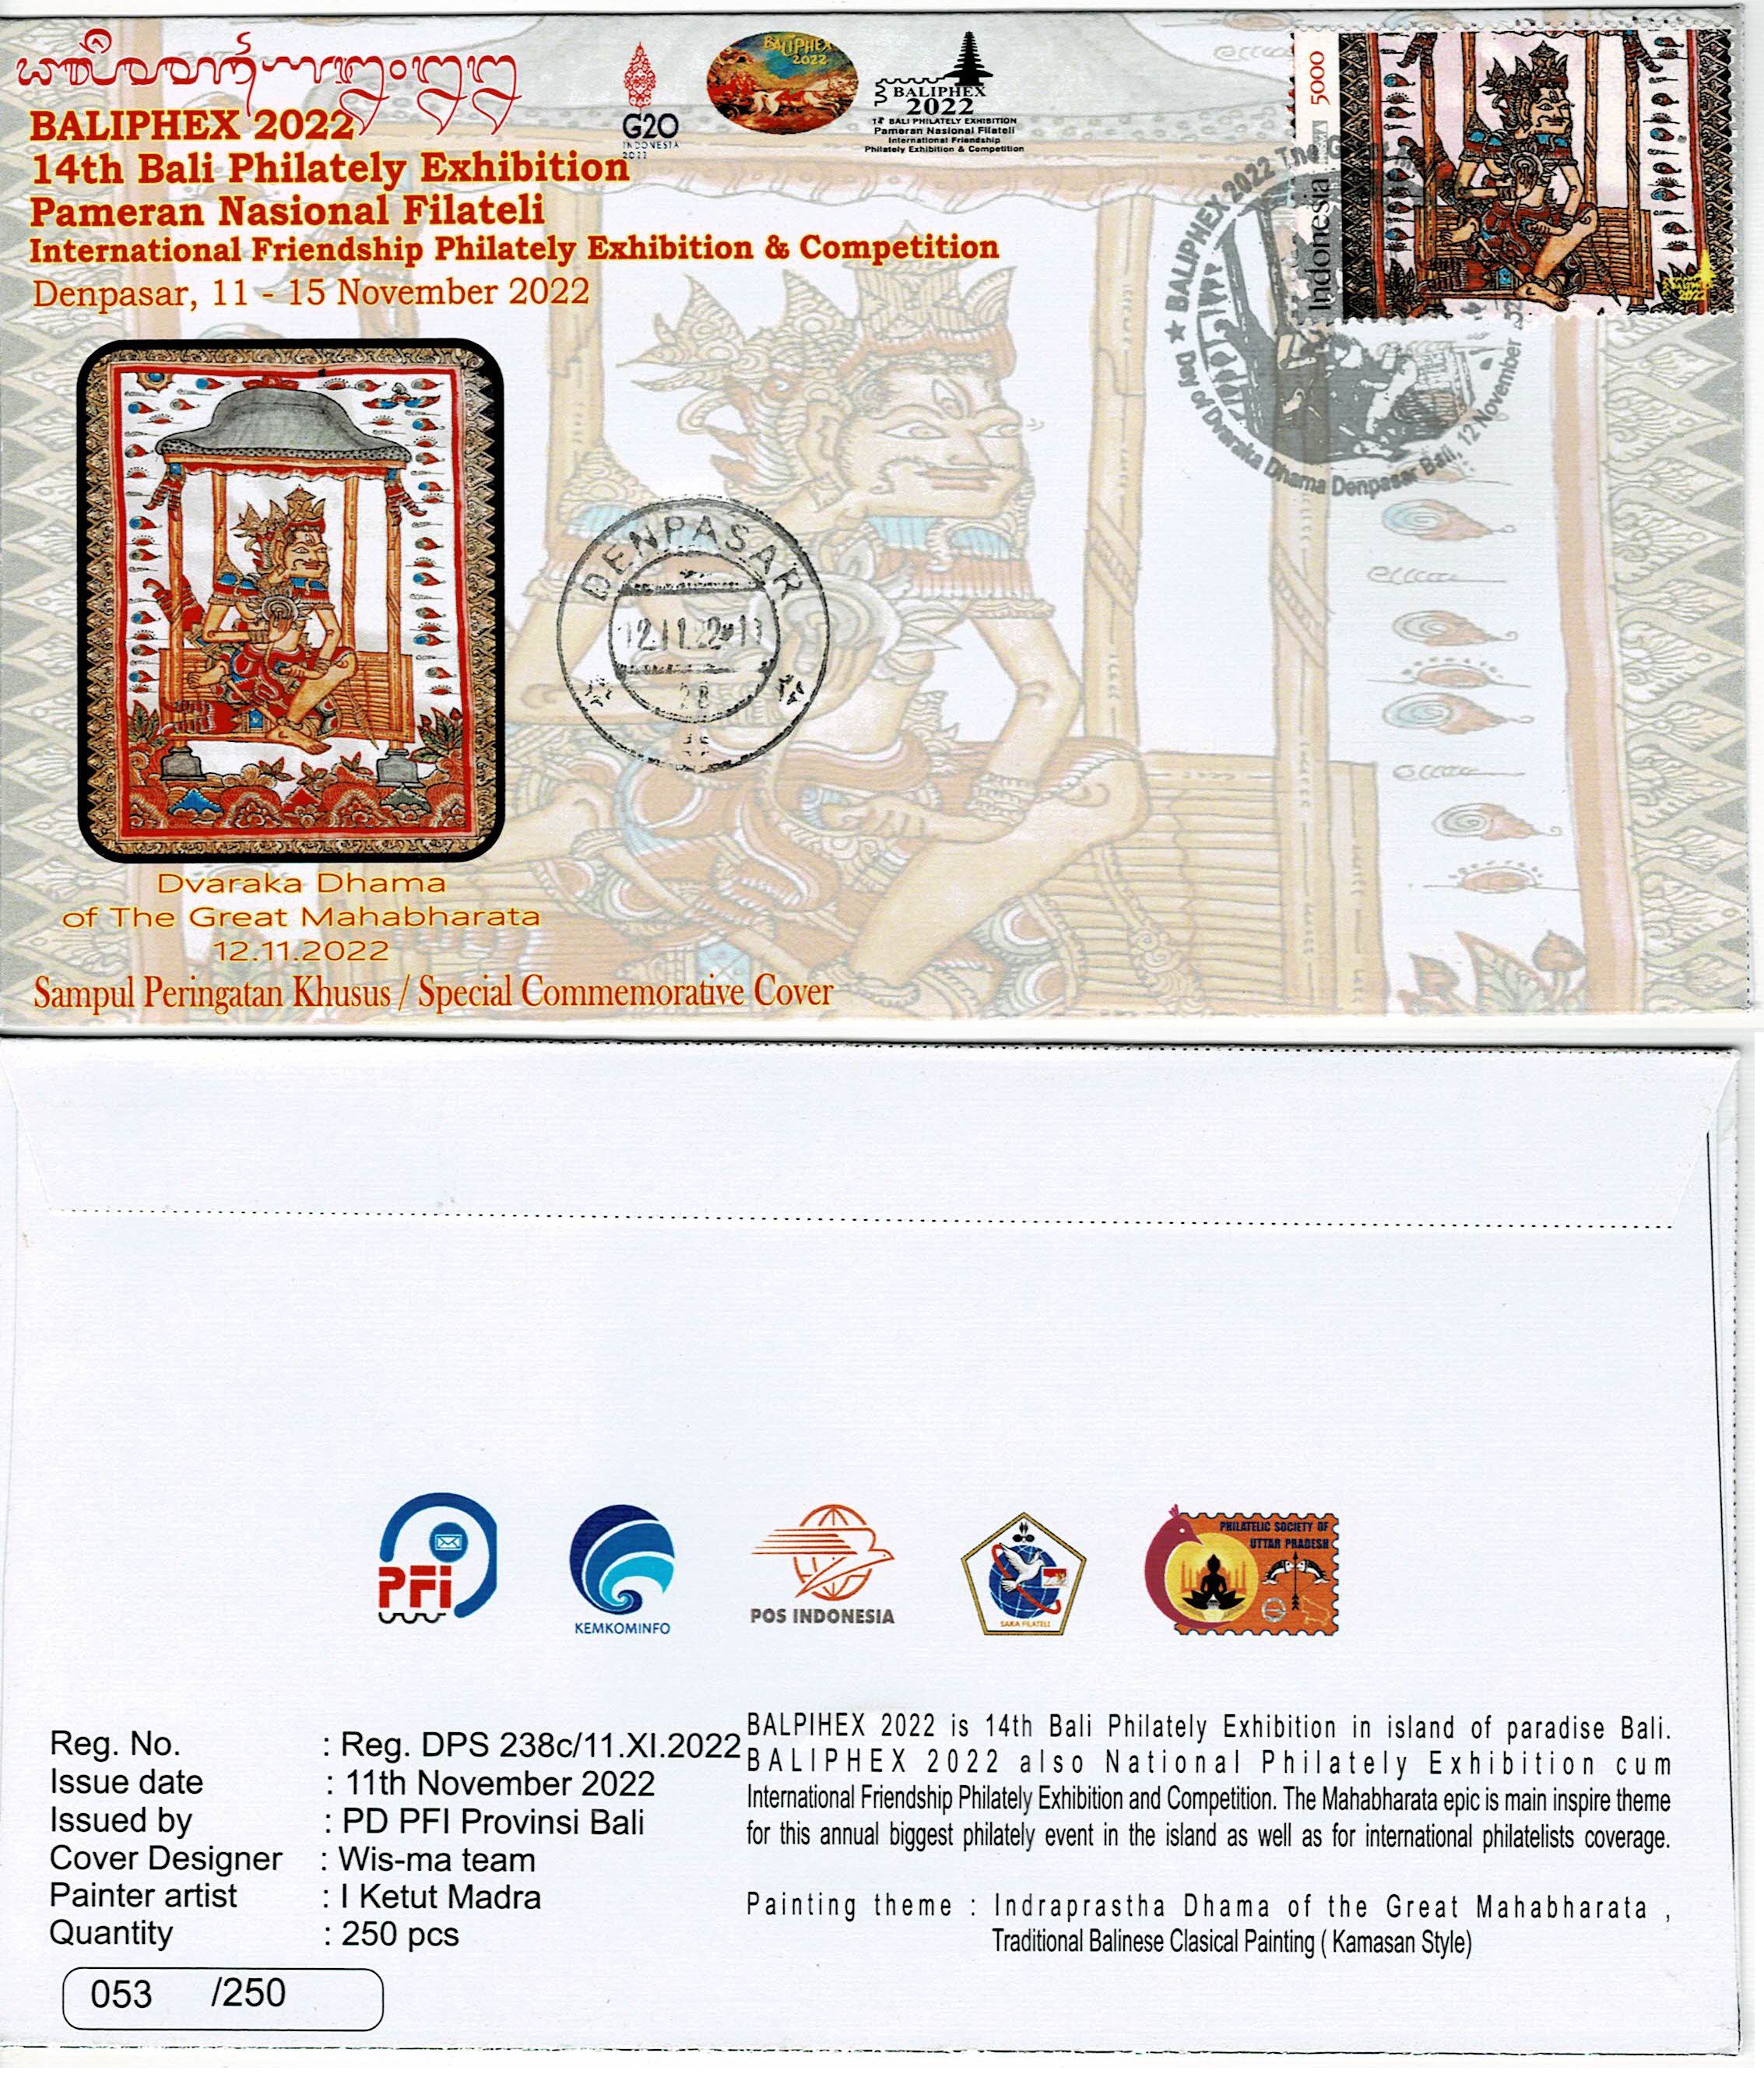 BALIPHEX 2022
14th Bali Philately Exhibition
Pameran Nasional Filateli
International Friendship Philately Exhibition & Competition
Denpasar, 11 - 15 November 2022
G20
INDONESIA
2022
BALIPHEX
2022
BALIPHEX
2022
14th BALI PHILATELY EXHIBITION
Pameran Nasional Filateli
International Friendship
Philately Exhibition & Competition
5000
Indonesia
★ BALIPHEX 2022 The
Day of Dvaraka Dhama Denpasar Bali, 12 November
DENPASAR
12.11.22
28
Dvaraka Dhama
of The Great Mahabharata
12.11.2022
Sampul Peringatan Khusus / Special Commemorative Cover
PFi
KEMKOMINFO
POS INDONESIA
SAKA FILATELI
PHILATELIC SOCIETY OF
UTTAR PRADESH
Reg. No. : Reg. DPS 238c/11.XI.2022
Issue date : 11th November 2022
Issued by : PD PFI Provinsi Bali
Cover Designer : Wis-ma team
Painter artist : I Ketut Madra
Quantity : 250 pcs
053 /250
BALPIHEX 2022 is 14th Bali Philately Exhibition in island of paradise Bali.
BALIPHEX 2022 also National Philately Exhibition cum
International Friendship Philately Exhibition and Competition. The Mahabharata epic is main inspire theme
for this annual biggest philately event in the island as well as for international philatelists coverage.
Painting theme : Indraprastha Dhama of the Great Mahabharata ,
Traditional Balinese Clasical Painting ( Kamasan Style)